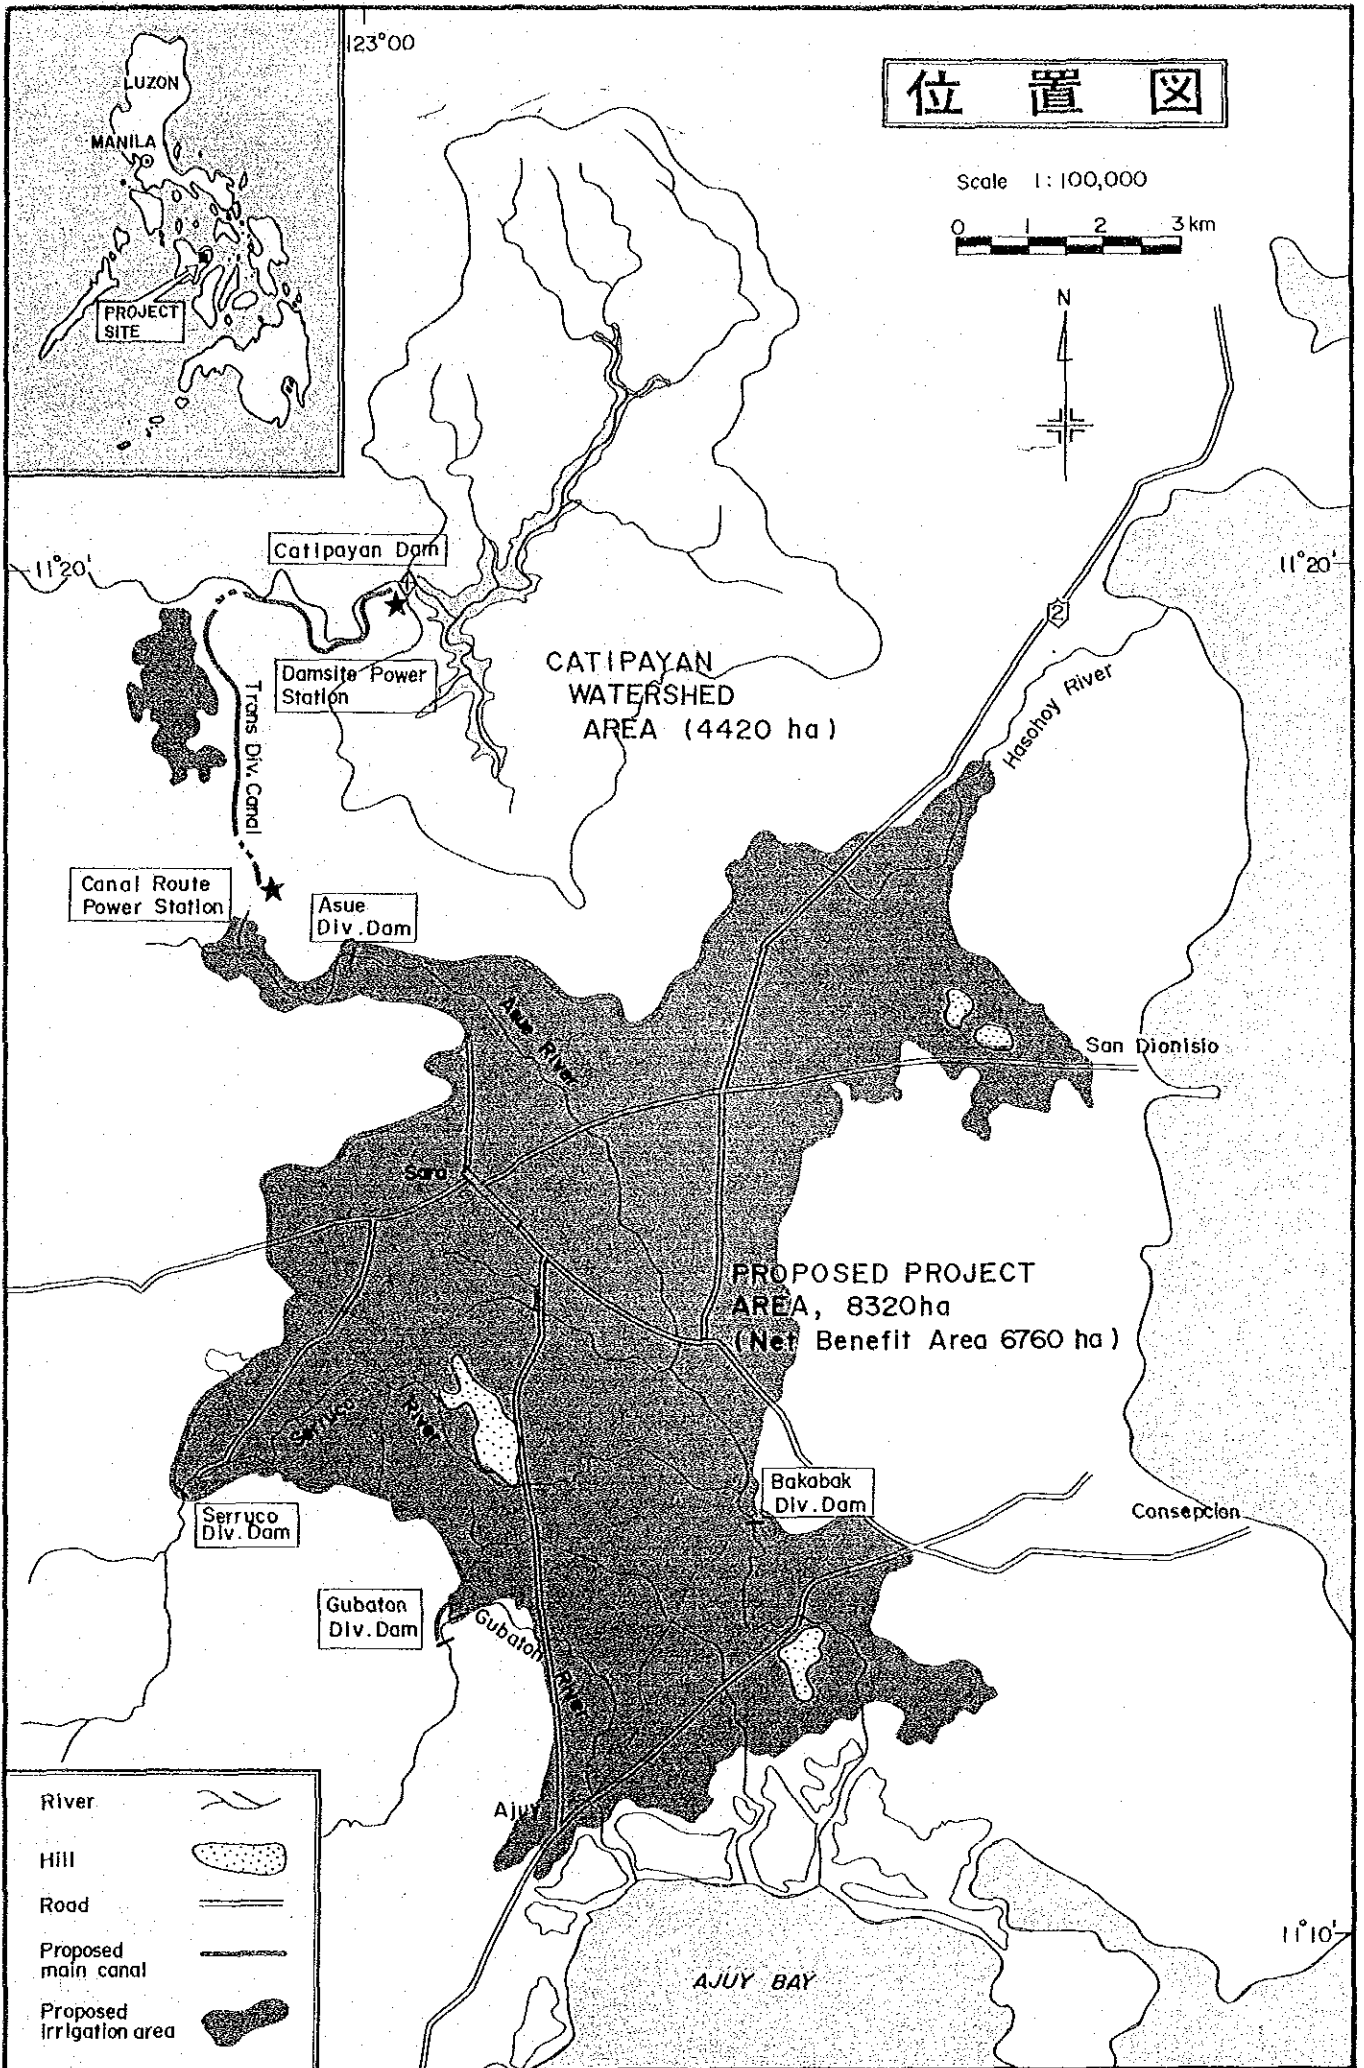 123°00
LUZON
MANILA
PROJECT
SITE
位置図
Scale 1:100,000
0 1 2 3 km
N
11°20'
11°20'
Catipayan Dam
Damsite Power
Station
CATIPAYAN
WATERSHED
AREA (4420 ha)
2
Hasohoy River
Trans Div. Canal
Canal Route
Power Station
Asue
Div. Dam
Asue River
San Dionisio
Sara
PROPOSED PROJECT
AREA, 8320ha
(Net Benefit Area 6760 ha)
Serruco River
Serruco
Div. Dam
Bakabak
Div. Dam
Consepcion
Gubaton
Div. Dam
Gubaton River
Ajuy
AJUY BAY
11°10'
River
Hill
Road
Proposed
main canal
Proposed
irrigation area